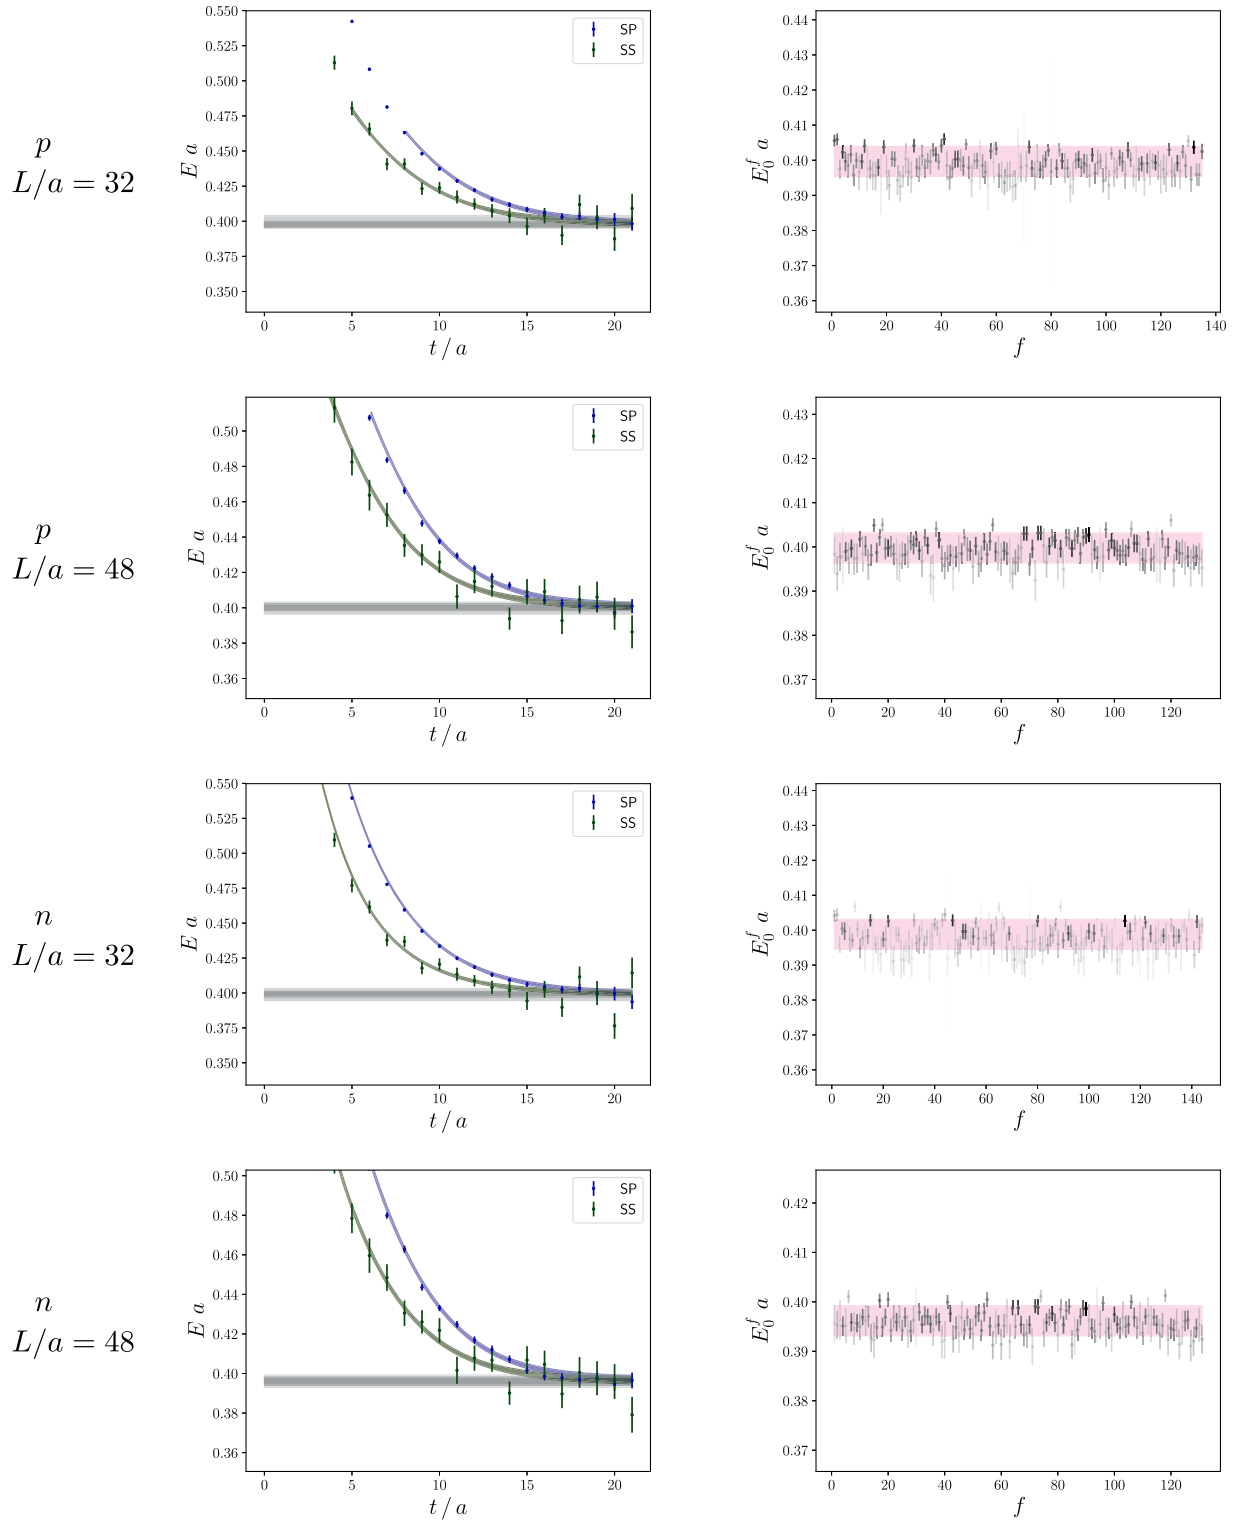 p
L/a = 32
0.550
0.525
0.500
0.475
0.450
0.425
0.400
0.375
0.350
E a
0 5 10 15 20
t / a
SP
SS
0.44
0.43
0.42
0.41
0.40
0.39
0.38
0.37
0.36
E_0^f a
0 20 40 60 80 100 120 140
f
p
L/a = 48
0.50
0.48
0.46
0.44
0.42
0.40
0.38
0.36
E a
0 5 10 15 20
t / a
SP
SS
0.43
0.42
0.41
0.40
0.39
0.38
0.37
E_0^f a
0 20 40 60 80 100 120
f
n
L/a = 32
0.550
0.525
0.500
0.475
0.450
0.425
0.400
0.375
0.350
E a
0 5 10 15 20
t / a
SP
SS
0.44
0.43
0.42
0.41
0.40
0.39
0.38
0.37
0.36
E_0^f a
0 20 40 60 80 100 120 140
f
n
L/a = 48
0.50
0.48
0.46
0.44
0.42
0.40
0.38
0.36
E a
0 5 10 15 20
t / a
SP
SS
0.42
0.41
0.40
0.39
0.38
0.37
E_0^f a
0 20 40 60 80 100 120
f